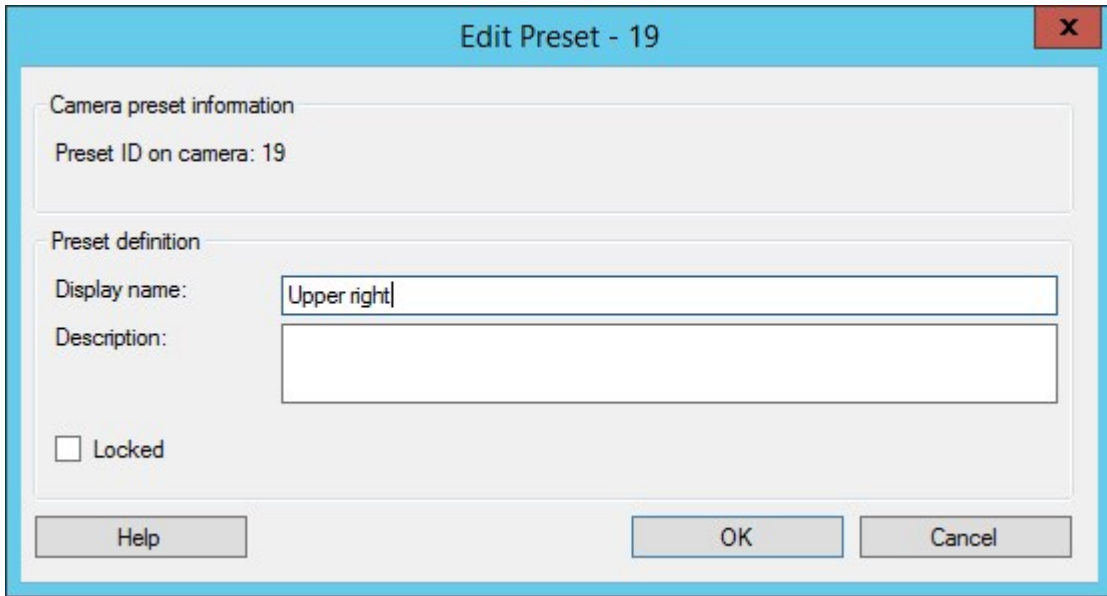 Edit Preset - 19
x
Camera preset information
Preset ID on camera: 19
Preset definition
Display name: Upper right
Description:
Locked
Help OK Cancel